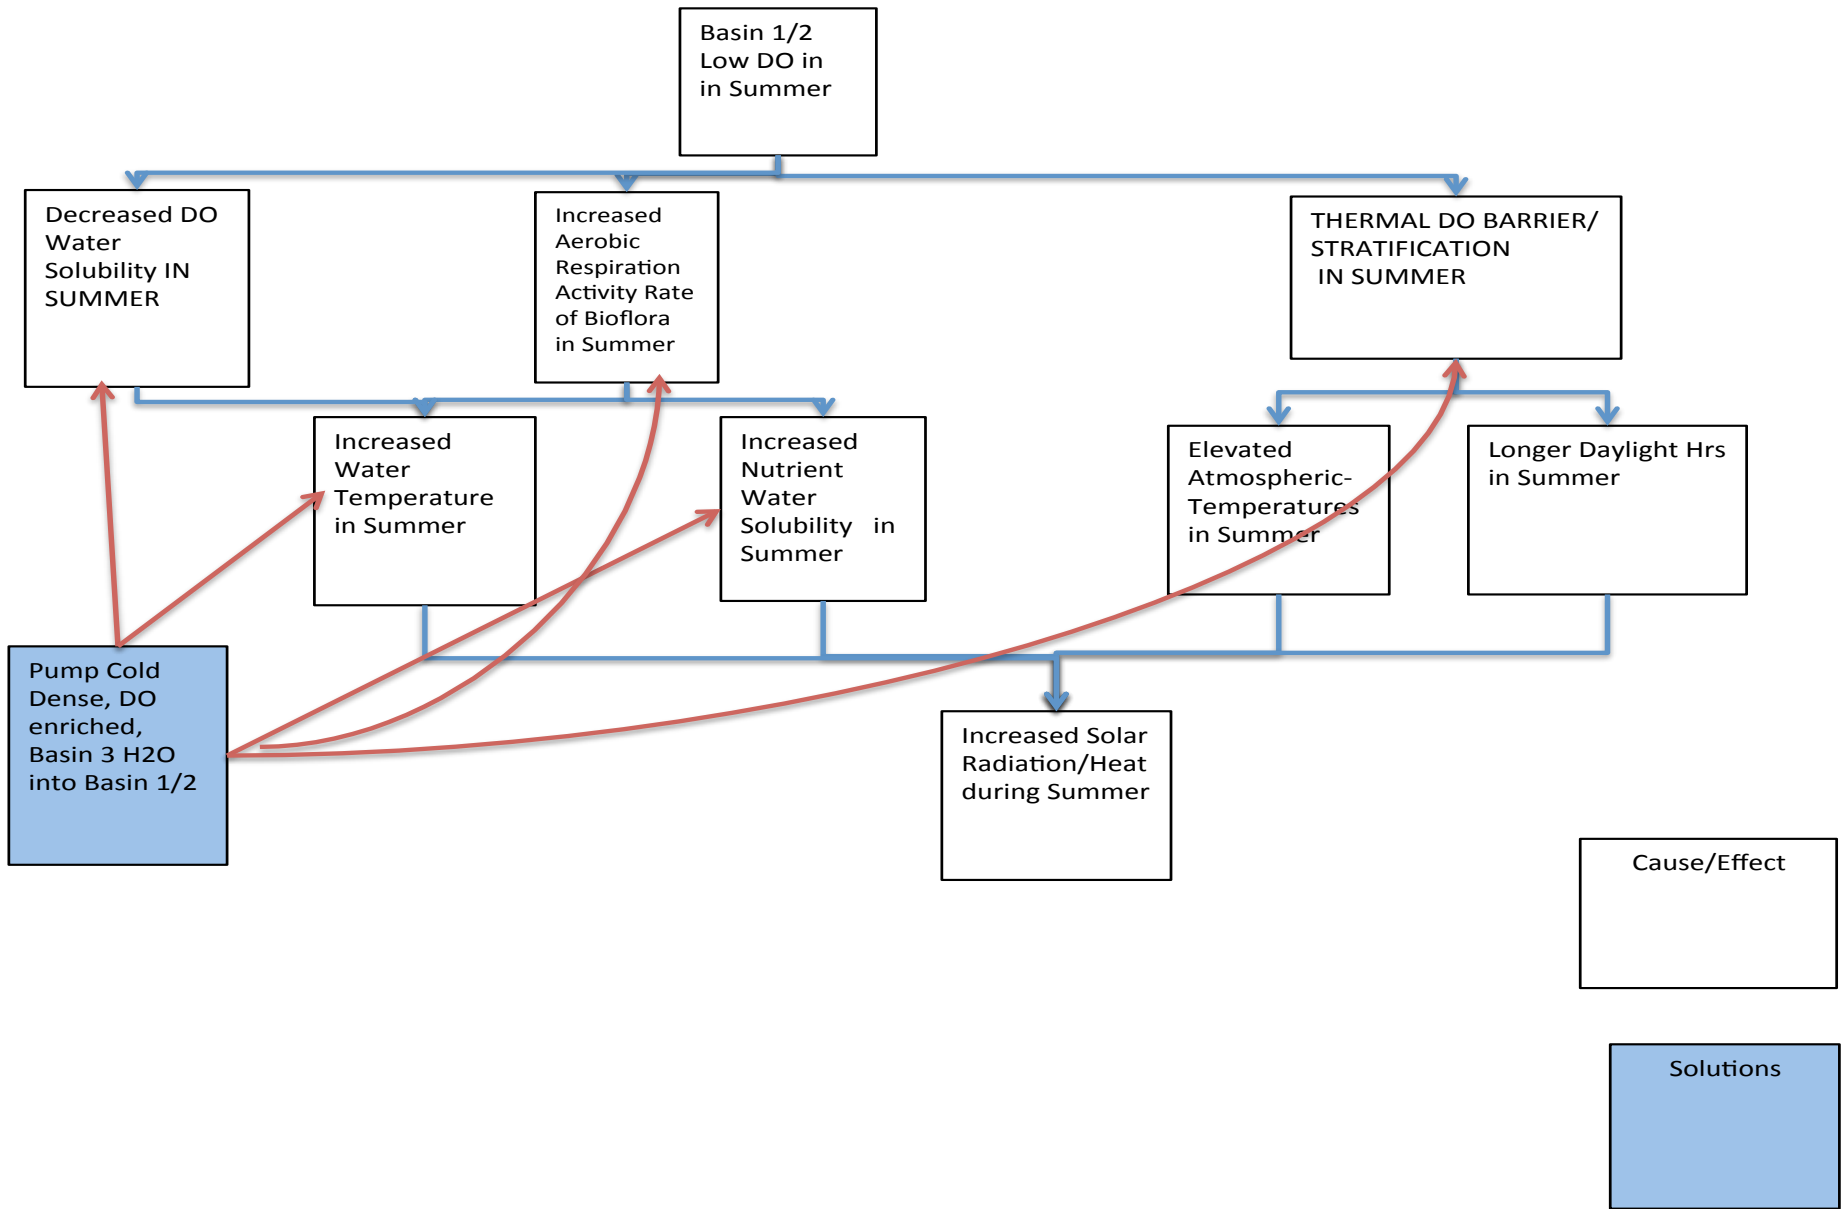 Basin 1/2
Low DO in
in Summer
Decreased DO
Water
Solubility IN
SUMMER
Increased
Aerobic
Respiration
Activity Rate
of Bioflora
in Summer
THERMAL DO BARRIER/
STRATIFICATION
IN SUMMER
Increased
Water
Temperature
in Summer
Increased
Nutrient
Water
Solubility in
Summer
Elevated
Atmospheric-
Temperatures
in Summer
Longer Daylight Hrs
in Summer
Pump Cold
Dense, DO
enriched,
Basin 3 H2O
into Basin 1/2
Increased Solar
Radiation/Heat
during Summer
Cause/Effect
Solutions